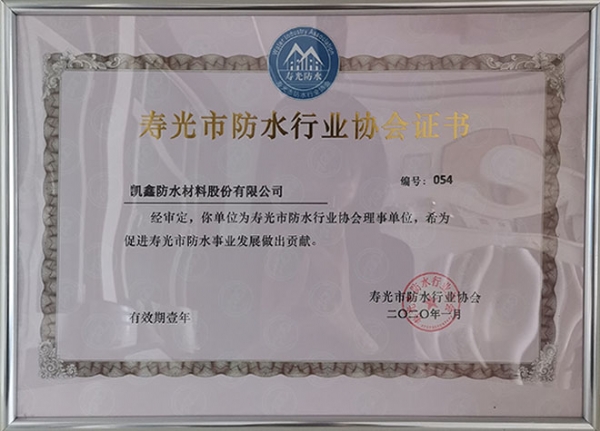 Water Industry Association
寿光防水
寿光市防水行业协会证书
编号：054
凯鑫防水材料股份有限公司
经审定，你单位为寿光市防水行业协会理事单位，希为
促进寿光市防水事业发展做出贡献。
寿光市防水行业协会
有效期壹年
二〇二〇年一月